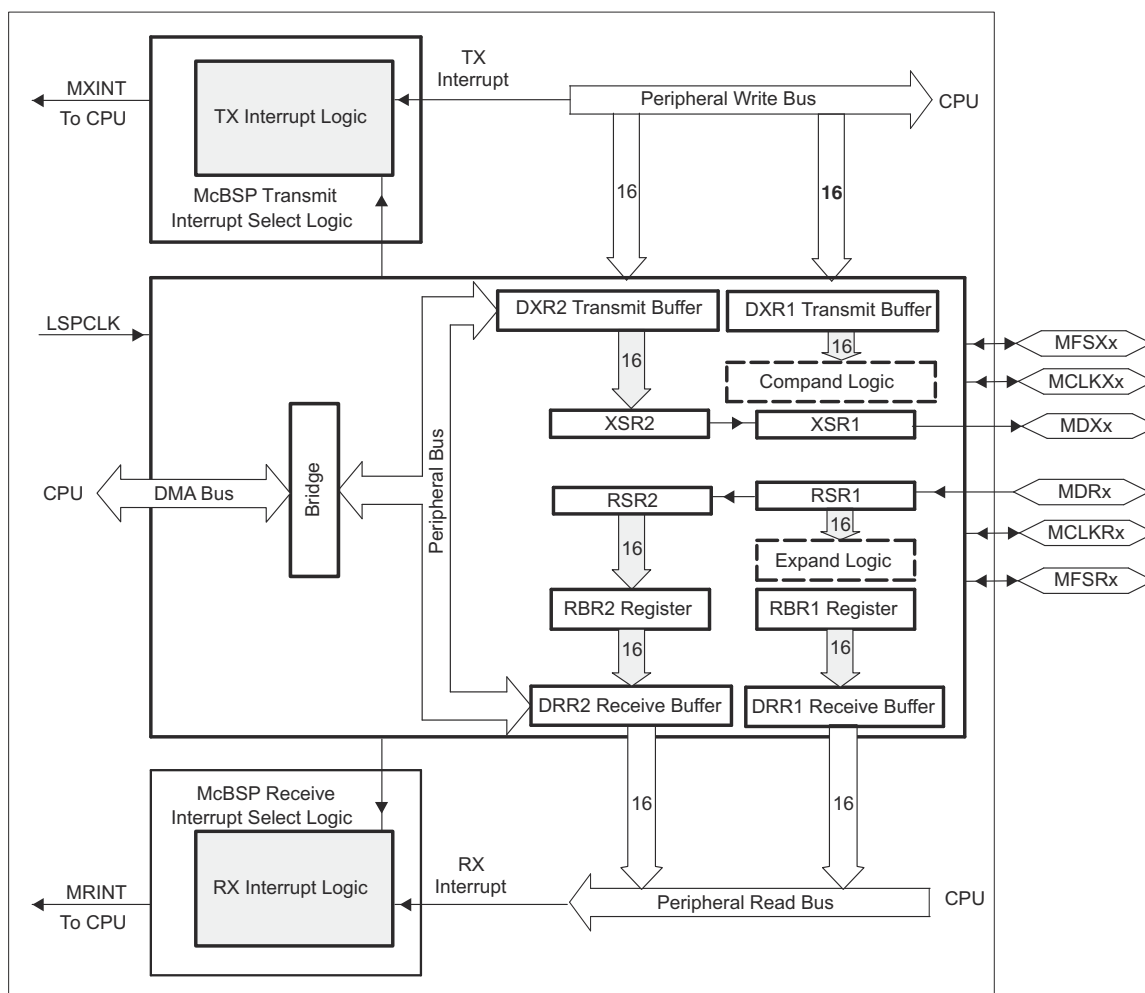 TX
Interrupt
MXINT
To CPU
TX Interrupt Logic
Peripheral Write Bus
CPU
McBSP Transmit
Interrupt Select Logic
16
16
LSPCLK
DXR2 Transmit Buffer
DXR1 Transmit Buffer
16
16
Compand Logic
MFSXx
MCLKXx
XSR2
XSR1
MDXx
CPU
DMA Bus
Bridge
Peripheral Bus
RSR2
RSR1
MDRx
16
16
Expand Logic
MCLKRx
MFSRx
RBR2 Register
RBR1 Register
16
16
DRR2 Receive Buffer
DRR1 Receive Buffer
McBSP Receive
Interrupt Select Logic
16
16
RX Interrupt Logic
RX
Interrupt
MRINT
To CPU
Peripheral Read Bus
CPU